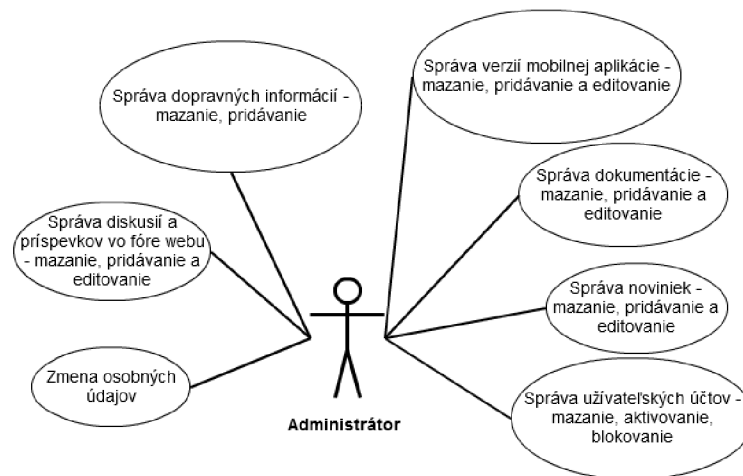 Správa dopravných informácií -
mazanie, pridávanie
Správa verzií mobilnej aplikácie -
mazanie, pridávanie a editovanie
Správa diskusií a
príspevkov vo fóre webu
- mazanie, pridávanie a
editovanie
Správa dokumentácie -
mazanie, pridávanie a
editovanie
Správa noviniek -
mazanie, pridávanie a
editovanie
Zmena osobných
údajov
Správa užívateľských účtov -
mazanie, aktivovanie,
blokovanie
Administrátor